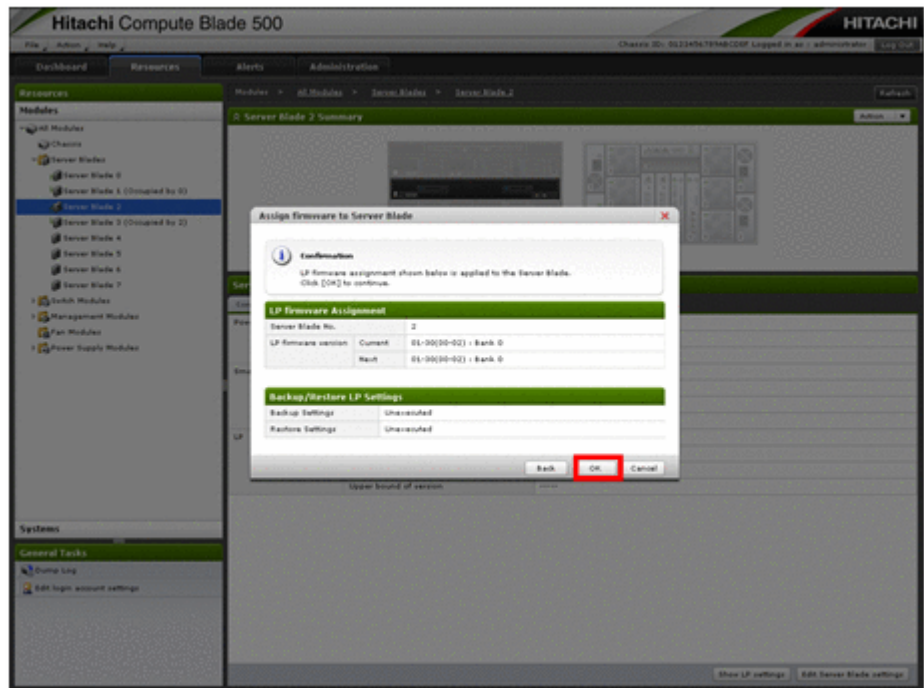 Hitachi Compute Blade 500
HITACHI
File Action Help
Chassis ID: 0123456789ABCDEF Logged in as : administrator Log Out
Dashboard Resources Alerts Administration
Resources
Modules > All Modules > Server Blades > Server Blade 2 Refresh
Modules
Server Blade 2 Summary Action
All Modules
Chassis
Server Blades
Server Blade 0
Server Blade 1 (Occupied by 0)
Server Blade 2
Server Blade 3 (Occupied by 2)
Server Blade 4
Server Blade 5
Server Blade 6
Server Blade 7
Switch Modules
Management Modules
Fan Modules
Power Supply Modules
Assign firmware to Server Blade
Confirmation
LP firmware assignment shown below is applied to the Server Blade.
Click [OK] to continue.
LP firmware Assignment
Server Blade No. 2
LP firmware version Current 01-00(00-02) : Bank 0
Next 01-00(00-02) : Bank 0
Backup/Restore LP Settings
Backup Settings Unexecuted
Restore Settings Unexecuted
Back OK Cancel
LP
Upper bound of version -----
Systems
General Tasks
Dump Log
Edit login account settings
Show LP settings Edit Server Blade settings